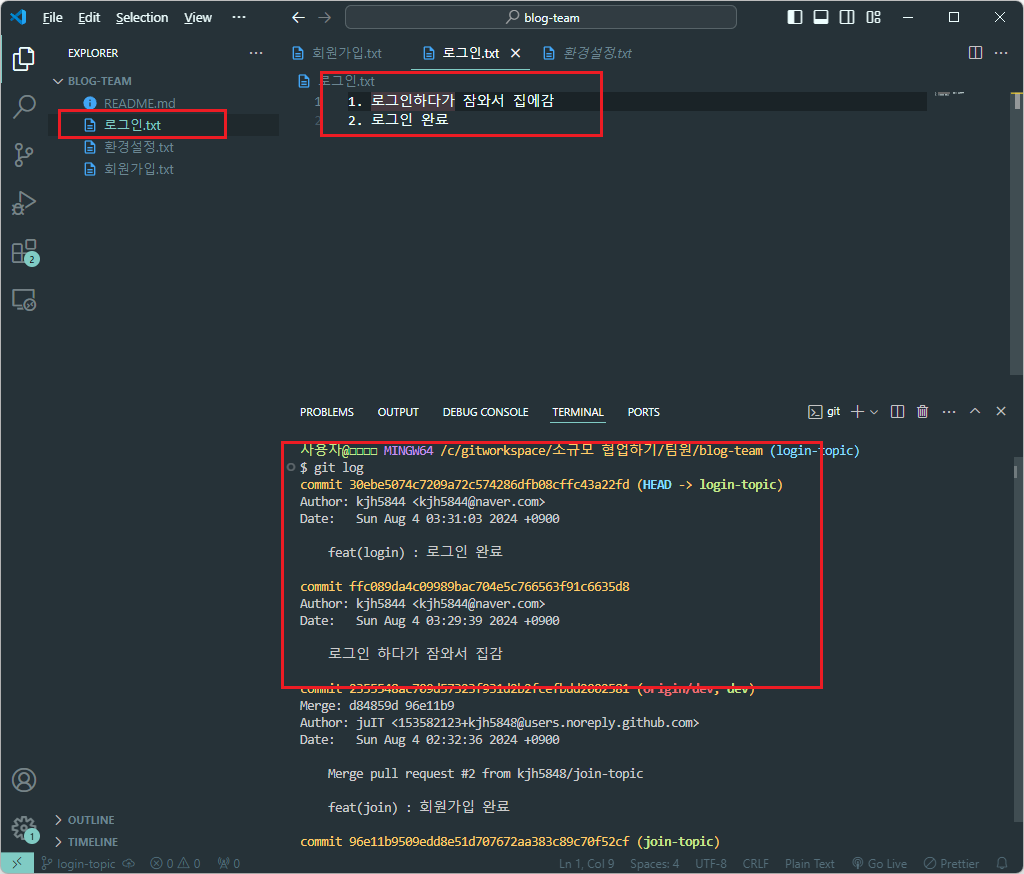 File Edit Selection View ··· blog-team
EXPLORER ···
BLOG-TEAM
README.md
로그인.txt
환경설정.txt
회원가입.txt
회원가입.txt 로그인.txt 환경설정.txt ···
로그인.txt
1 1. 로그인하다가 잠와서 집에감
2 2. 로그인 완료
2
PROBLEMS OUTPUT DEBUG CONSOLE TERMINAL PORTS git ···
사용자@□□□□ MINGW64 /c/gitworkspace/소규모 협업하기/팀원/blog-team (login-topic)
$ git log
commit 30ebe5074c7209a72c574286dfb08cffc43a22fd (HEAD -> login-topic)
Author: kjh5844 <kjh5844@naver.com>
Date:   Sun Aug 4 03:31:03 2024 +0900
feat(login) : 로그인 완료
commit ffc089da4c09989bac704e5c766563f91c6635d8
Author: kjh5844 <kjh5844@naver.com>
Date:   Sun Aug 4 03:29:39 2024 +0900
로그인 하다가 잠와서 집감
commit (origin/dev, dev)
Merge: d84859d 96e11b9
Author: juIT <153582123+kjh5848@users.noreply.github.com>
Date:   Sun Aug 4 02:32:36 2024 +0900
Merge pull request #2 from kjh5848/join-topic
feat(join) : 회원가입 완료
commit 96e11b9509edd8e51d707672aa383c89c70f52cf (join-topic)
OUTLINE
TIMELINE
1
login-topic 0 0 0 Ln 1, Col 9 Spaces: 4 UTF-8 CRLF Plain Text Go Live Prettier